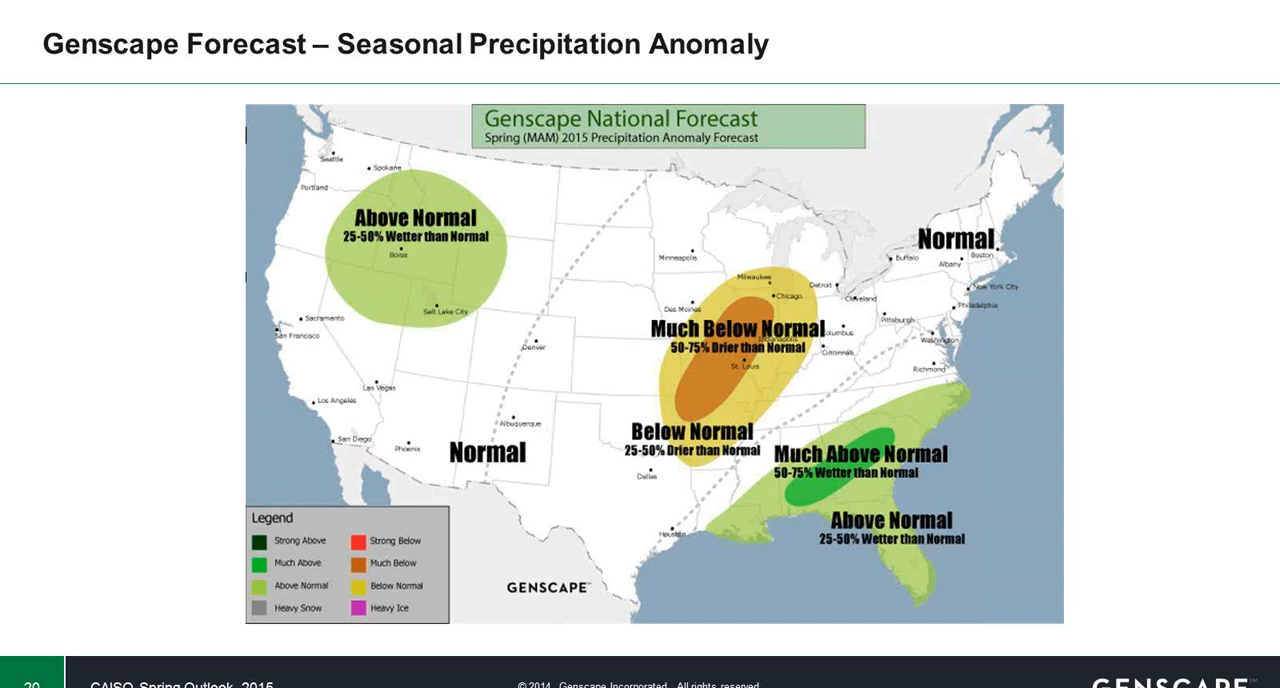 Genscape Forecast – Seasonal Precipitation Anomaly
Genscape National Forecast
Spring (MAM) 2015 Precipitation Anomaly Forecast
Seattle
Spokane
Portland
Above Normal
25-50% Wetter than Normal
Boise
Salt Lake City
Sacramento
San Francisco
Las Vegas
Los Angeles
San Diego
Phoenix
Denver
Albuquerque
Normal
Minneapolis
Milwaukee
Chicago
Des Moines
Detroit
Cleveland
Buffalo
Albany
Boston
Normal
New York City
Philadelphia
Pittsburgh
Washington
Richmond
Columbus
Cincinnati
Indianapolis
Much Below Normal
50-75% Drier than Normal
St. Louis
Below Normal
25-50% Drier than Normal
Dallas
Houston
Much Above Normal
50-75% Wetter than Normal
Above Normal
25-50% Wetter than Normal
Legend
Strong Above
Strong Below
Much Above
Much Below
Above Normal
Below Normal
Heavy Snow
Heavy Ice
GENSCAPE™
20
CAISO Spring Outlook, 2015
© 2014. Genscape Incorporated. All rights reserved.
GENSCAPE™